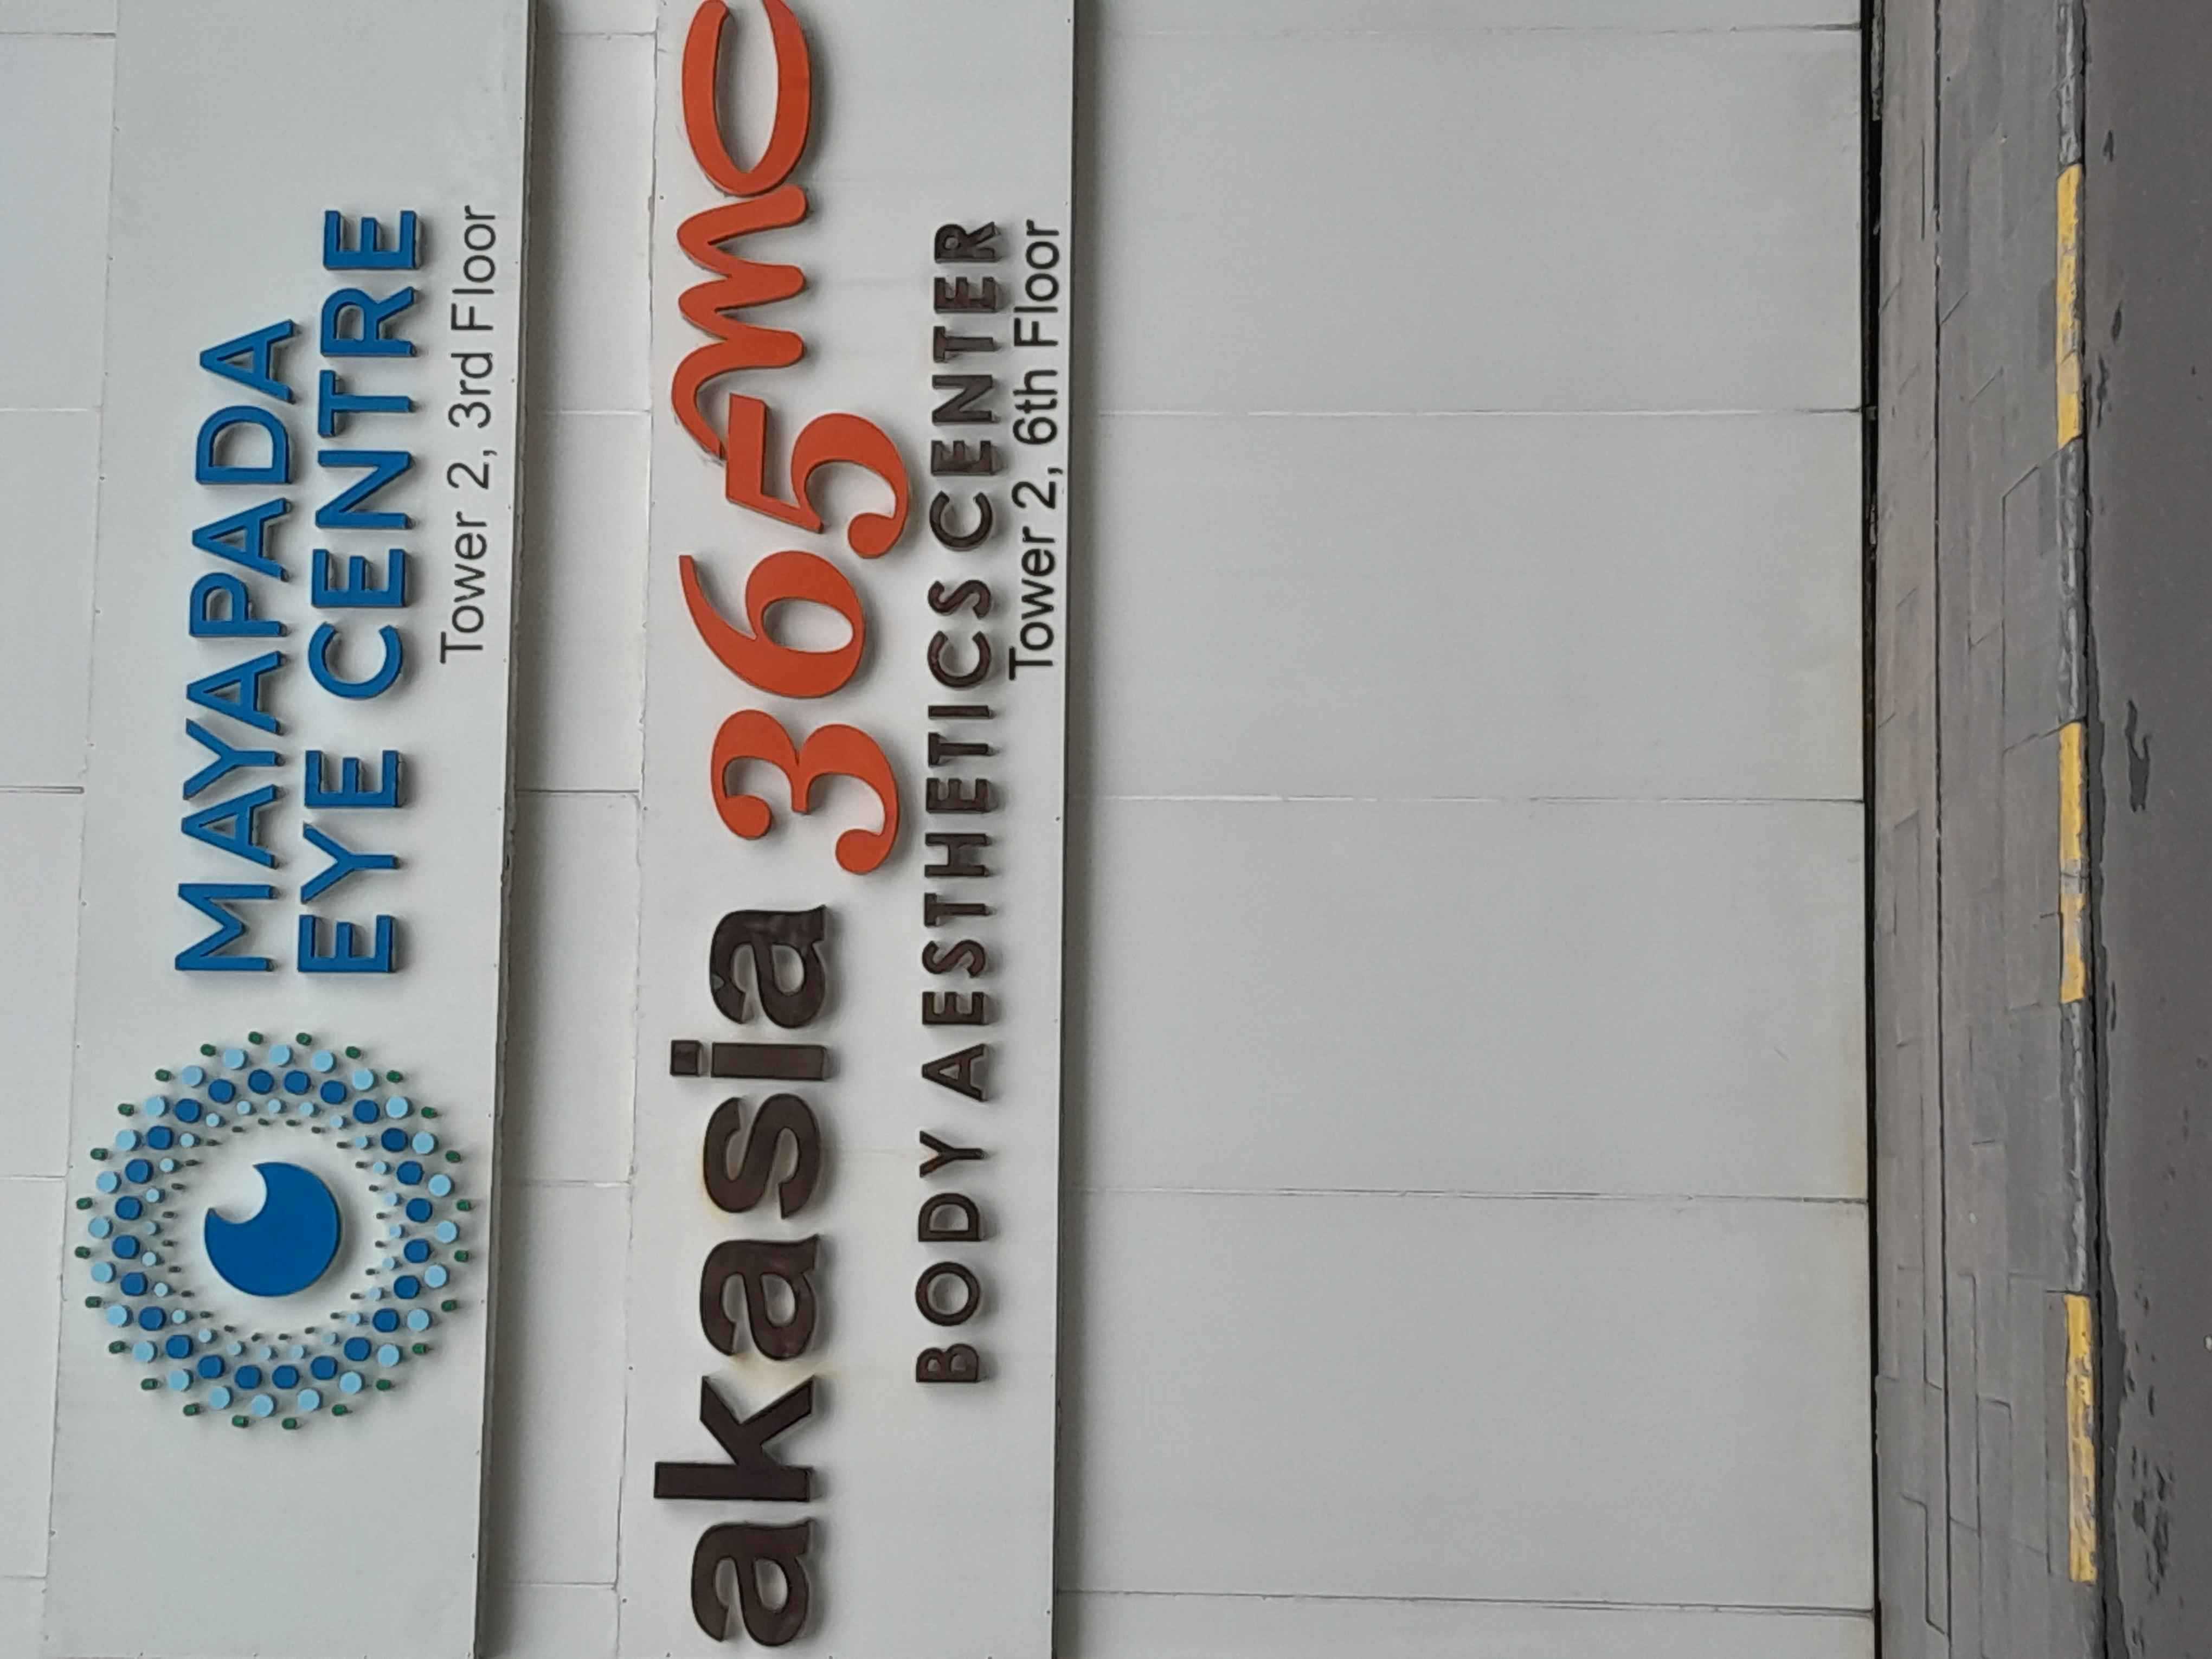 MAYAPADA
EYE CENTRE
Tower 2, 3rd Floor
akasia 365mc
BODY AESTHETICS CENTER
Tower 2, 6th Floor